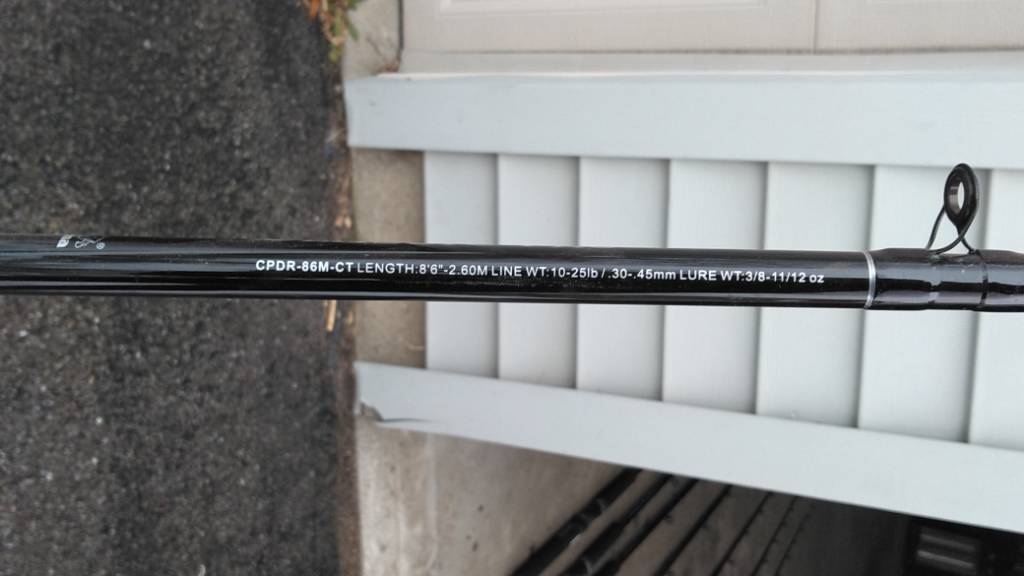 CPDR-86M-CT LENGTH:8'6"-2.60M LINE WT:10-25lb / .30-.45mm LURE WT:3/8-11/12 oz